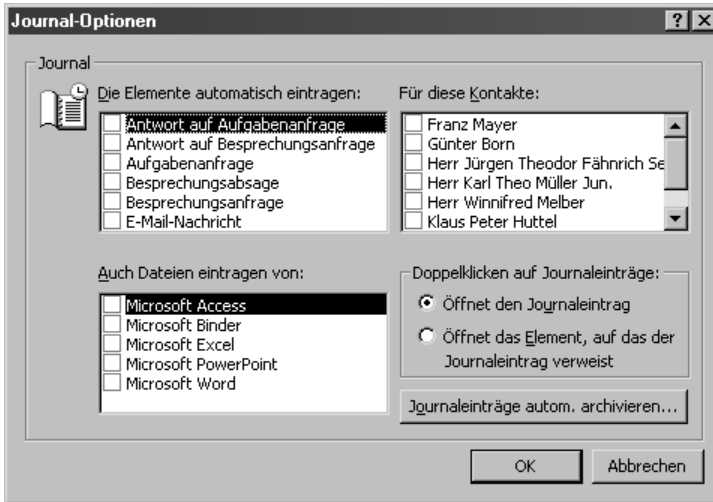 Journal-Optionen
Journal
Die Elemente automatisch eintragen:
Antwort auf Aufgabenanfrage
Antwort auf Besprechungsanfrage
Aufgabenanfrage
Besprechungsabsage
Besprechungsanfrage
E-Mail-Nachricht
Für diese Kontakte:
Franz Mayer
Günter Born
Herr Jürgen Theodor Fähnrich Se
Herr Karl Theo Müller Jun.
Herr Winnifred Melber
Klaus Peter Huttel
Auch Dateien eintragen von:
Microsoft Access
Microsoft Binder
Microsoft Excel
Microsoft PowerPoint
Microsoft Word
Doppelklicken auf Journaleinträge:
Öffnet den Journaleintrag
Öffnet das Element, auf das der
Journaleintrag verweist
Journaleinträge autom. archivieren...
OK
Abbrechen